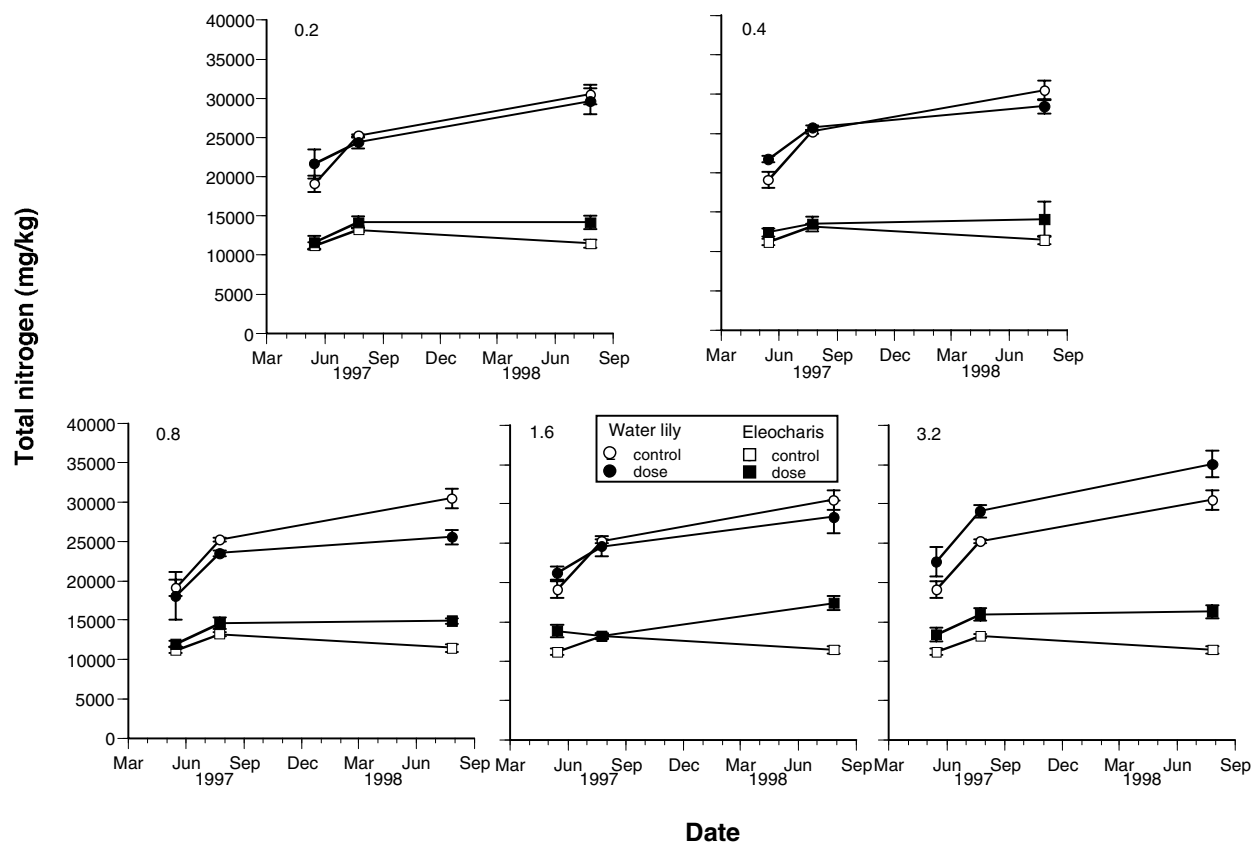 Total nitrogen (mg/kg)
40000
35000
30000
25000
20000
15000
10000
5000
0
0.2
Mar Jun Sep Dec Mar Jun Sep
1997 1998
0.4
Mar Jun Sep Dec Mar Jun Sep
1997 1998
40000
35000
30000
25000
20000
15000
10000
5000
0
0.8
Mar Jun Sep Dec Mar Jun Sep
1997 1998
1.6
Water lily Eleocharis
control control
dose dose
Mar Jun Sep Dec Mar Jun Sep
1997 1998
3.2
Mar Jun Sep Dec Mar Jun Sep
1997 1998
Date